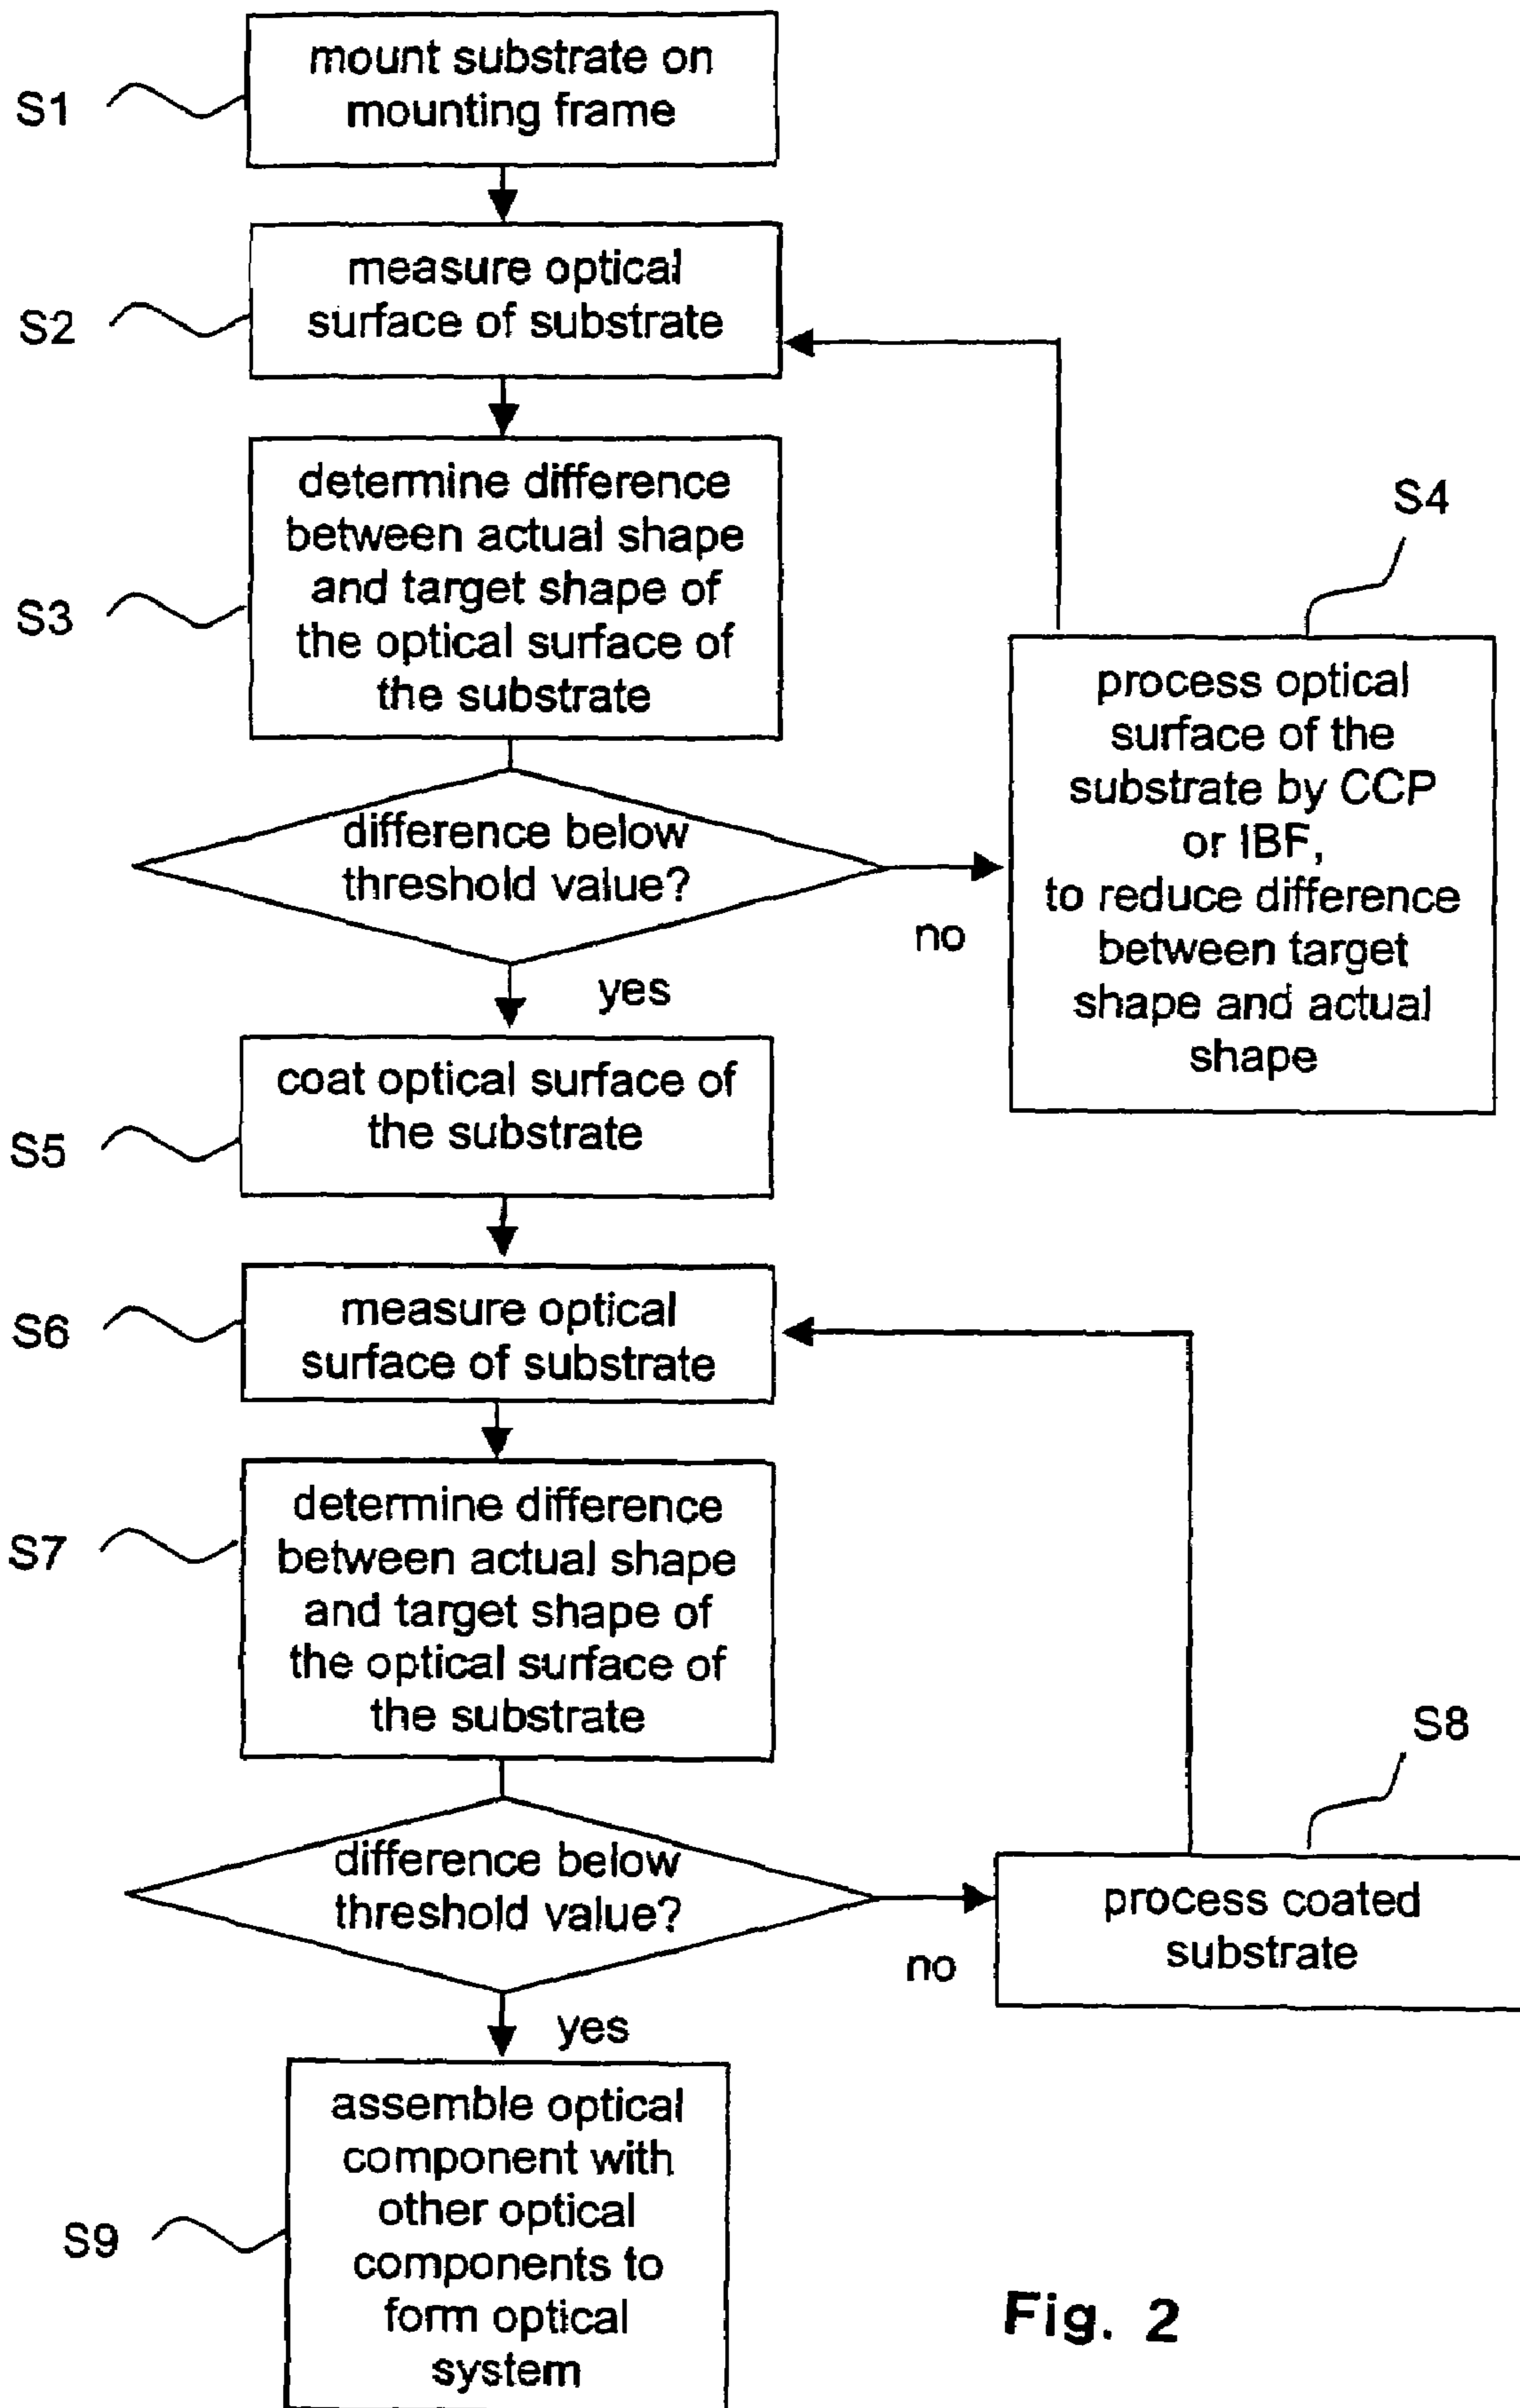 mount substrate on
mounting frame
S1
measure optical
surface of substrate
S2
determine difference
between actual shape
and target shape of
the optical surface of
the substrate
S3
difference below
threshold value?
no
S4
process optical
surface of the
substrate by CCP
or IBF,
to reduce difference
between target
shape and actual
shape
yes
coat optical surface of
the substrate
S5
measure optical
surface of substrate
S6
determine difference
between actual shape
and target shape of
the optical surface of
the substrate
S7
difference below
threshold value?
no
S8
process coated
substrate
yes
assemble optical
component with
other optical
components to
form optical
system
S9
Fig. 2